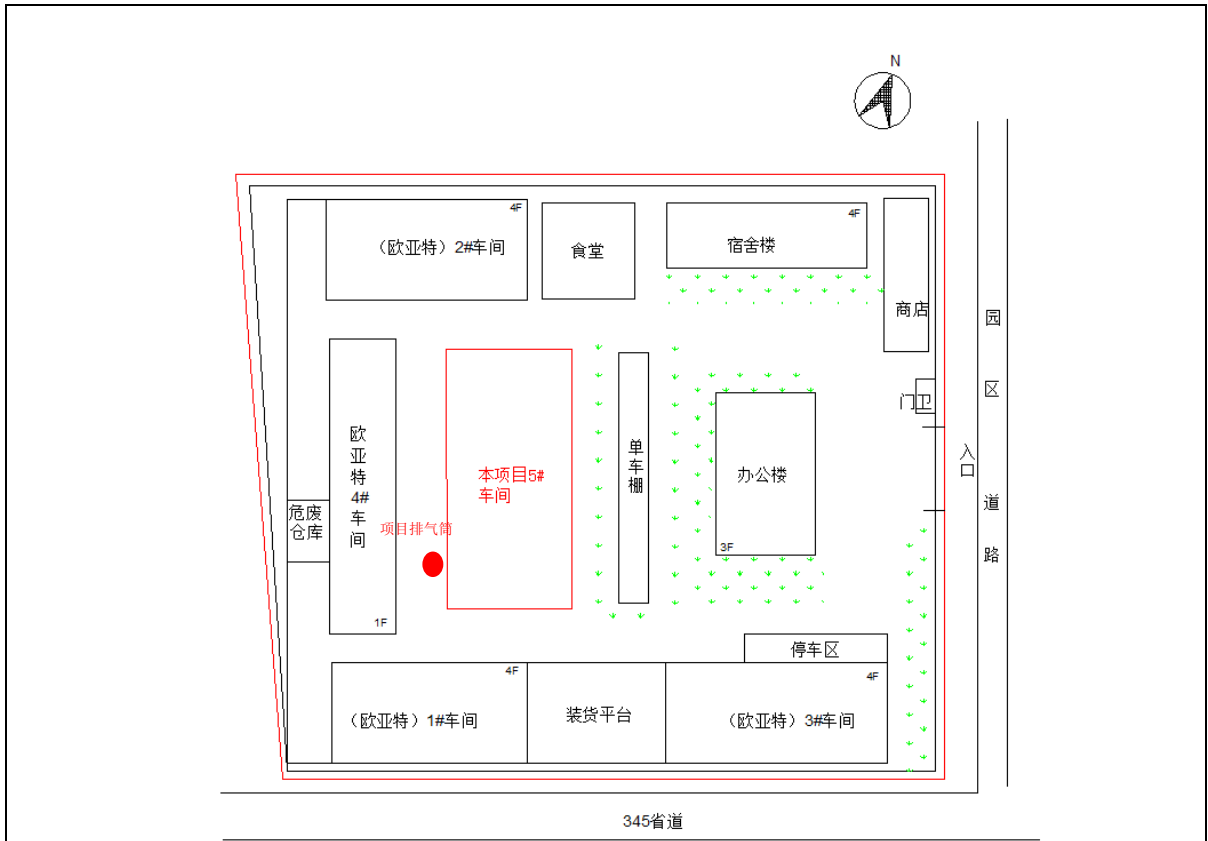 N
4F
（欧亚特）2#车间
食堂
4F
宿舍楼
商店
园区道路
门卫
入口
欧亚特4#车间
1F
危废
仓库
项目排气筒
本项目5#
车间
单车棚
办公楼
3F
停车区
4F
（欧亚特）1#车间
装货平台
4F
（欧亚特）3#车间
345省道